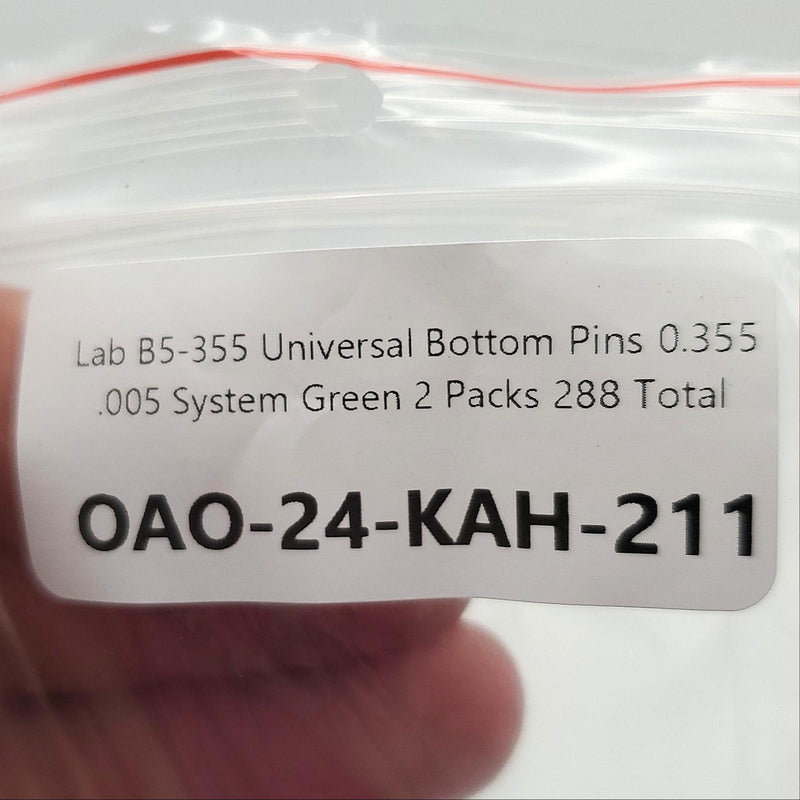 Lab B5-355 Universal Bottom Pins 0.355
.005 System Green 2 Packs 288 Total
OAO-24-KAH-211